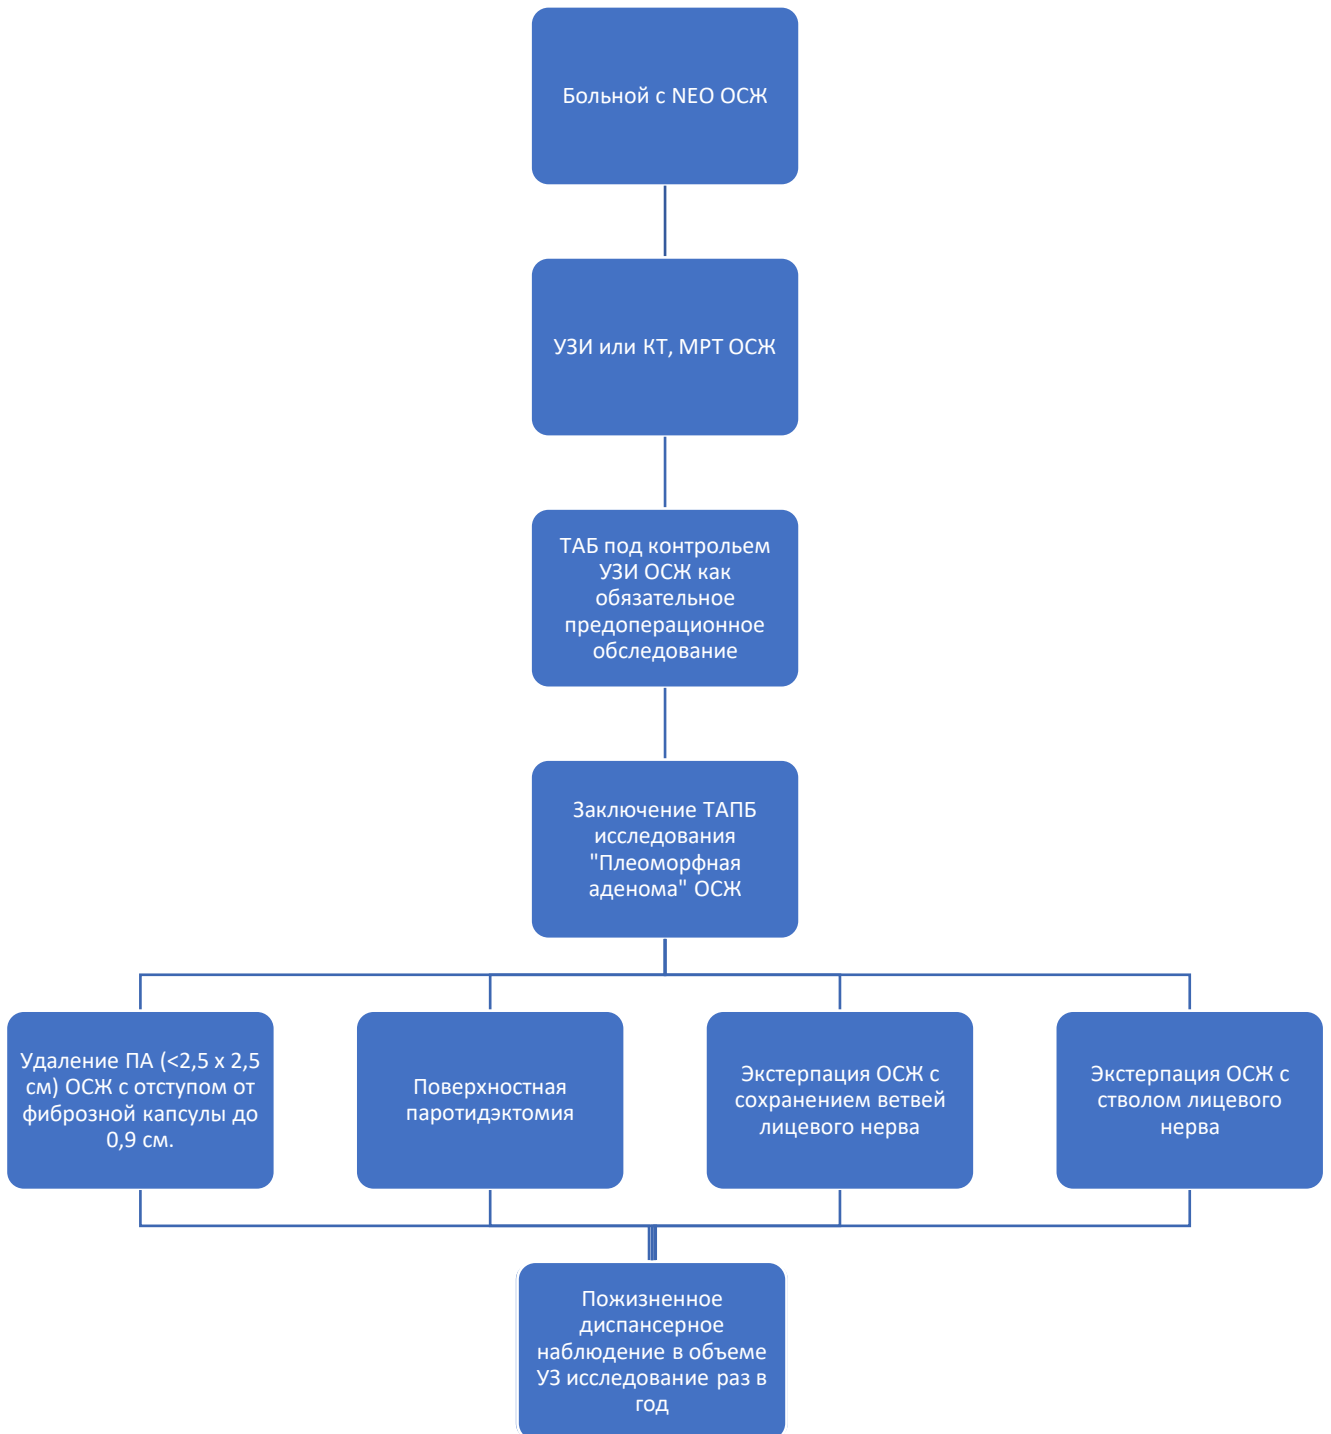 Больной с NEO ОСЖ
УЗИ или КТ, МРТ ОСЖ
ТАБ под контрольем
УЗИ ОСЖ как
обязательное
предоперационное
обследование
Заключение ТАПБ
исследования
"Плеоморфная
аденома" ОСЖ
Удаление ПА (<2,5 х 2,5
см) ОСЖ с отступом от
фиброзной капсулы до
0,9 см.
Поверхностная
паротидэктомия
Экстерпация ОСЖ с
сохранением ветвей
лицевого нерва
Экстерпация ОСЖ с
стволом лицевого
нерва
Пожизненное
диспансерное
наблюдение в объеме
УЗ исследование раз в
год